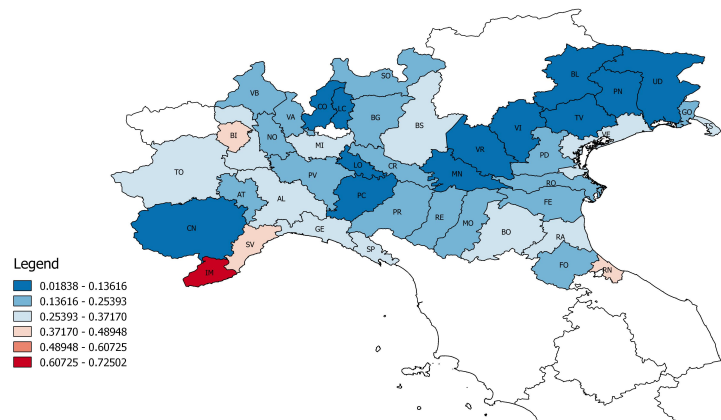 SO
BL
UD
PN
VB
CO
LC
VA
BG
GO
TV
TS
BS
VI
VE
BI
NO
MI
VR
PD
LO
CR
TO
PV
MN
RO
AT
PC
AL
FE
PR
RE
MO
CN
GE
BO
RA
SV
SP
FO
RN
IM
Legend
0.01838 - 0.13616
0.13616 - 0.25393
0.25393 - 0.37170
0.37170 - 0.48948
0.48948 - 0.60725
0.60725 - 0.72502